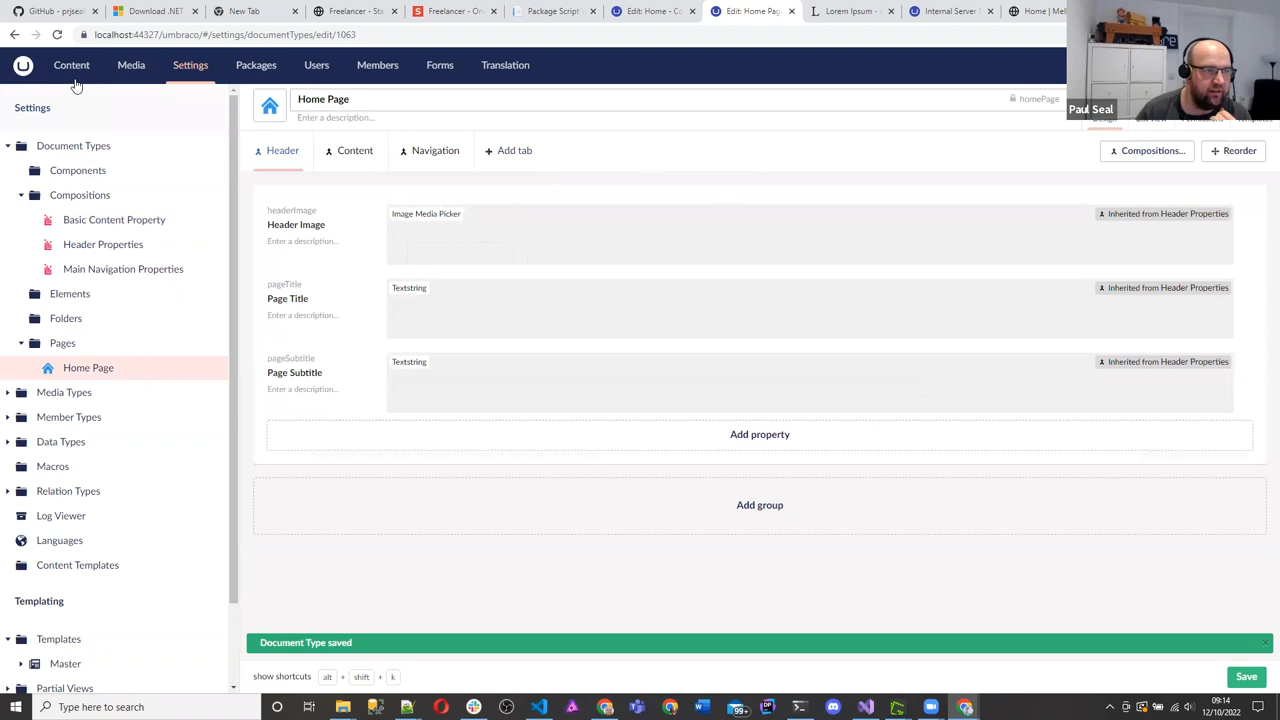 GitHub - prjseal
Download .NET
New Tab
Freelancer - Sta
Freelancer - One
Package Script
Edit: Home - Co
Edit: Home Page
Lorem Ipsum -
Internal Server
Home | Mel
localhost:44327/umbraco/#/settings/documentTypes/edit/1063
Content
Media
Settings
Packages
Users
Members
Forms
Translation
Paul Seal
Settings
Document Types
Components
Compositions
Basic Content Property
Header Properties
Main Navigation Properties
Elements
Folders
Pages
Home Page
Media Types
Member Types
Data Types
Macros
Relation Types
Log Viewer
Languages
Content Templates
Templating
Templates
Master
Partial Views
Home Page
homePage
Enter a description...
Header
Content
Navigation
Add tab
Compositions...
Reorder
headerImage
Header Image
Enter a description...
Image Media Picker
Inherited from Header Properties
pageTitle
Page Title
Enter a description...
Textstring
Inherited from Header Properties
pageSubtitle
Page Subtitle
Enter a description...
Textstring
Inherited from Header Properties
Add property
Add group
Document Type saved
show shortcuts alt + shift + k
Save
Type here to search
99+
09:14
12/10/2022